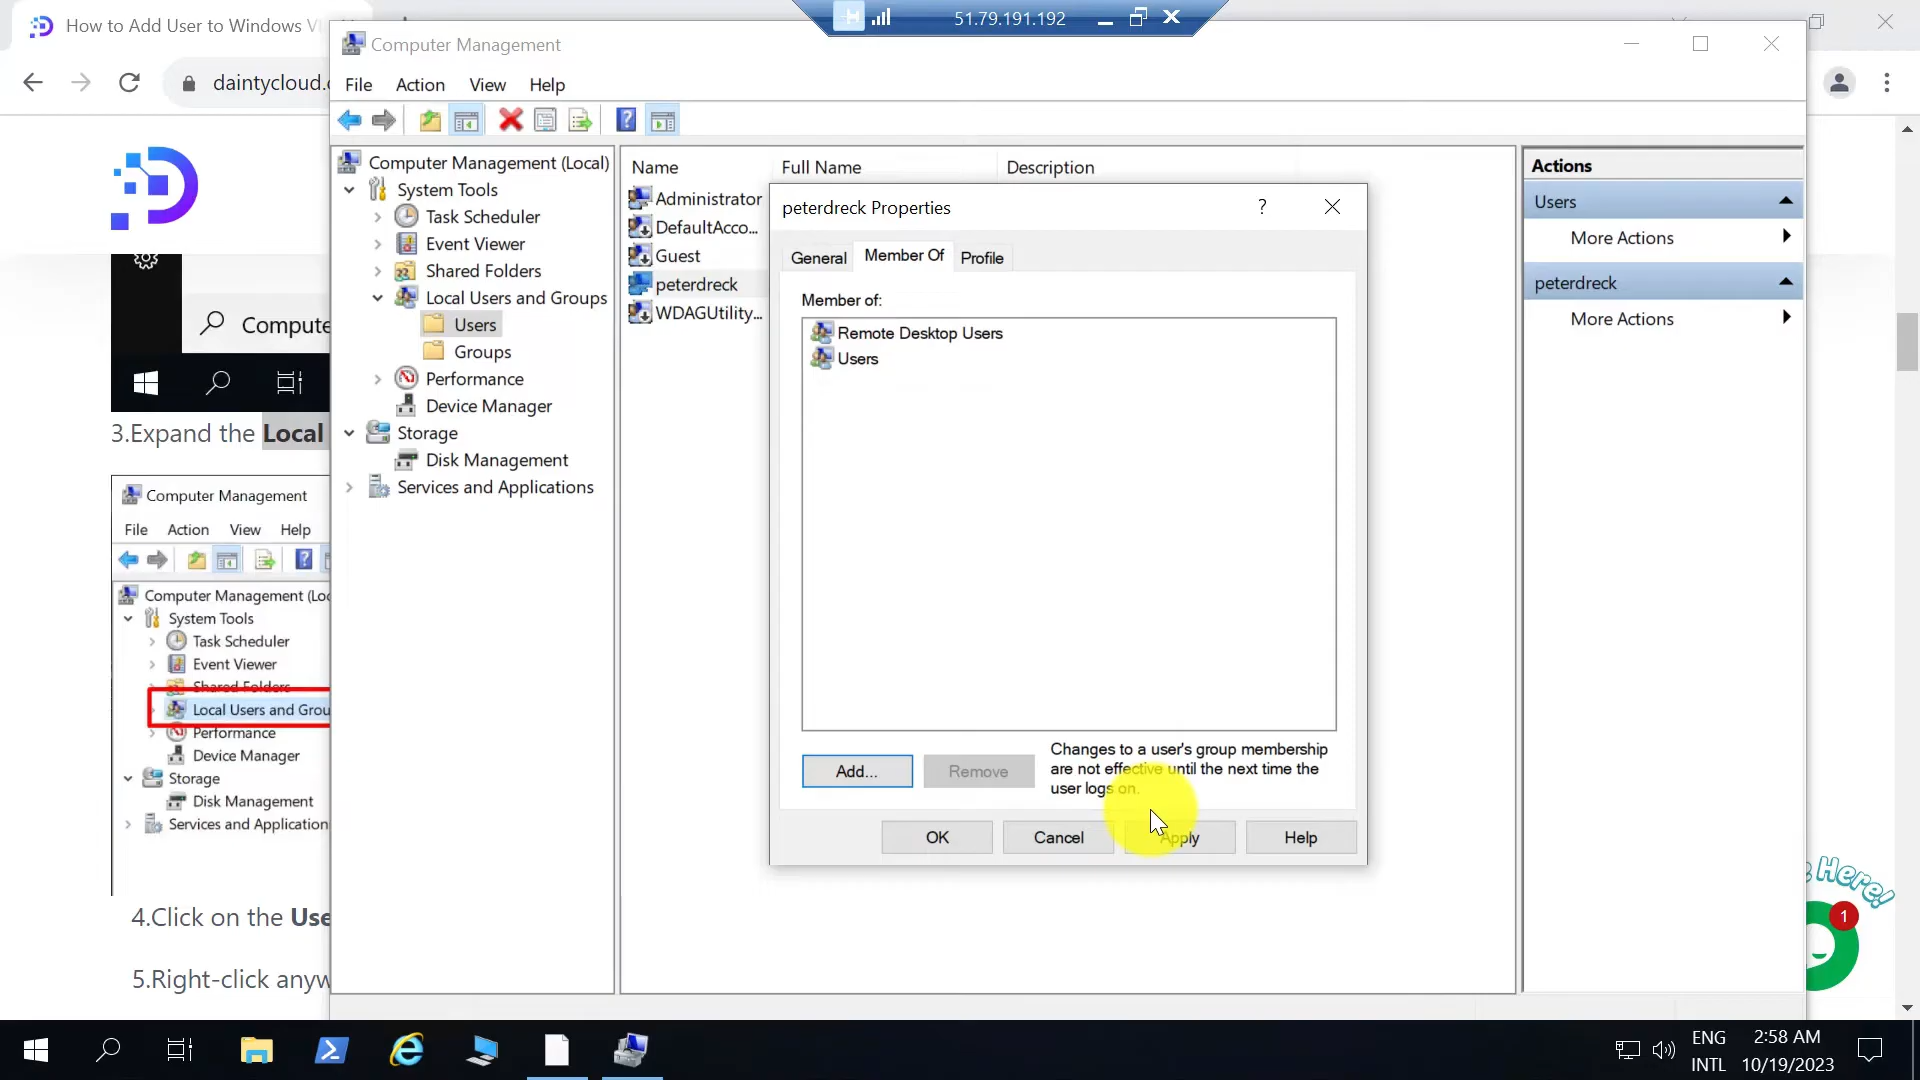 How to Add User to Windows V
51.79.191.192
daintycloud.
Computer Management
File Action View Help
Computer Management (Local)
System Tools
Task Scheduler
Event Viewer
Shared Folders
Local Users and Groups
Users
Groups
Performance
Device Manager
Storage
Disk Management
Services and Applications
Name Full Name Description
Administrator
DefaultAcco...
Guest
peterdreck
WDAGUtility...
peterdreck Properties
?
General Member Of Profile
Member of:
Remote Desktop Users
Users
Add... Remove
Changes to a user's group membership
are not effective until the next time the
user logs on.
OK Cancel Apply Help
Actions
Users
More Actions
peterdreck
More Actions
Compute
3.Expand the Local
Computer Management
File Action View Help
Computer Management (Loc
System Tools
Task Scheduler
Event Viewer
Shared Folders
Local Users and Grou
Performance
Device Manager
Storage
Disk Management
Services and Application
4.Click on the Use
5.Right-click anyw
Here!
1
ENG
INTL
2:58 AM
10/19/2023